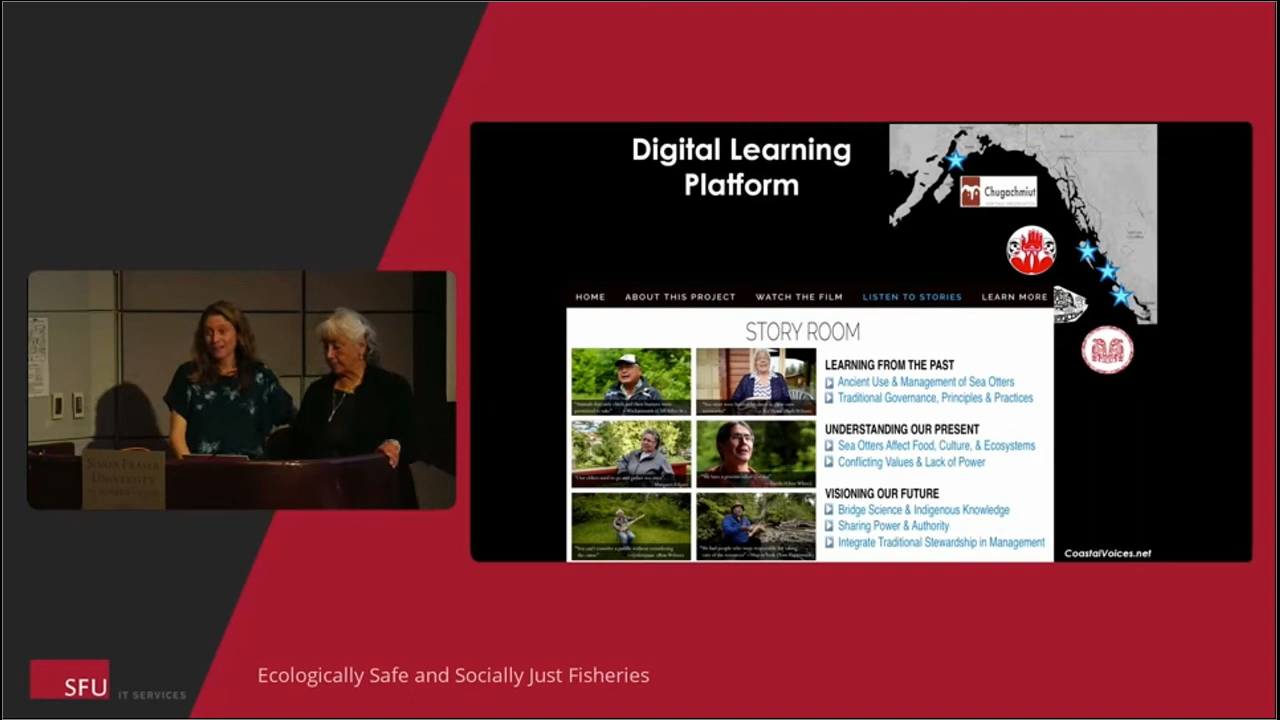 Digital Learning
Platform
Chugachmiut
HOME ABOUT THIS PROJECT WATCH THE FILM LISTEN TO STORIES LEARN MORE
STORY ROOM
LEARNING FROM THE PAST
Ancient Use & Management of Sea Otters
Traditional Governance, Principles & Practices
UNDERSTANDING OUR PRESENT
Sea Otters Affect Food, Culture, & Ecosystems
Conflicting Values & Lack of Power
VISIONING OUR FUTURE
Bridge Science & Indigenous Knowledge
Sharing Power & Authority
Integrate Traditional Stewardship in Management
CoastalVoices.net
SIMON FRASER
UNIVERSITY
Ecologically Safe and Socially Just Fisheries
SFU IT SERVICES